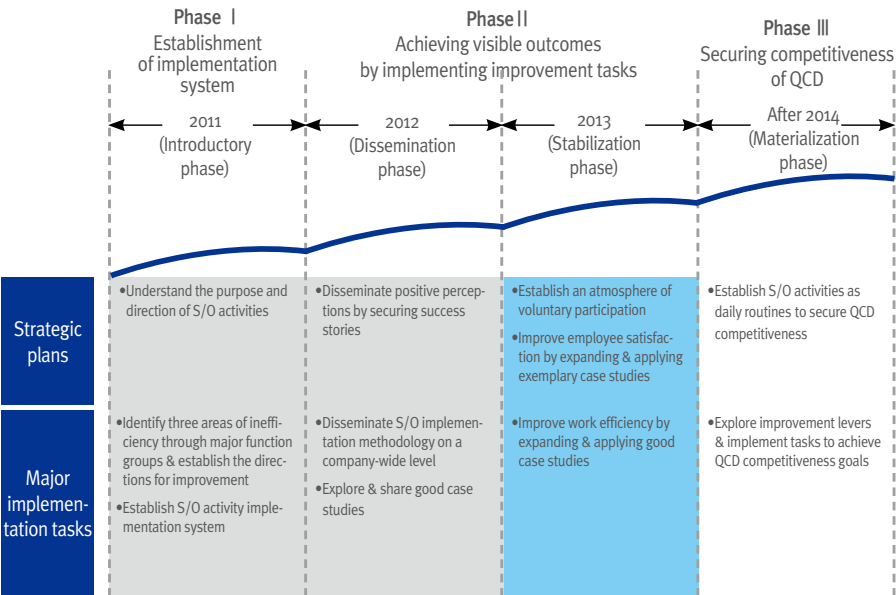 Phase Ⅰ
Establishment
of implementation
system
Phase Ⅱ
Achieving visible outcomes
by implementing improvement tasks
Phase Ⅲ
Securing competitiveness
of QCD
2011
(Introductory
phase)
2012
(Dissemination
phase)
2013
(Stabilization
phase)
After 2014
(Materialization
phase)
Strategic
plans
•Understand the purpose and
direction of S/O activities
•Disseminate positive percep-
tions by securing success
stories
•Establish an atmosphere of
voluntary participation
•Improve employee satisfac-
tion by expanding & applying
exemplary case studies
•Establish S/O activities as
daily routines to secure QCD
competitiveness
Major
implemen-
tation tasks
•Identify three areas of ineffi-
ciency through major function
groups & establish the direc-
tions for improvement
•Establish S/O activity imple-
mentation system
•Disseminate S/O implemen-
tation methodology on a
company-wide level
•Explore & share good case
studies
•Improve work efficiency by
expanding & applying good
case studies
•Explore improvement levers
& implement tasks to achieve
QCD competitiveness goals